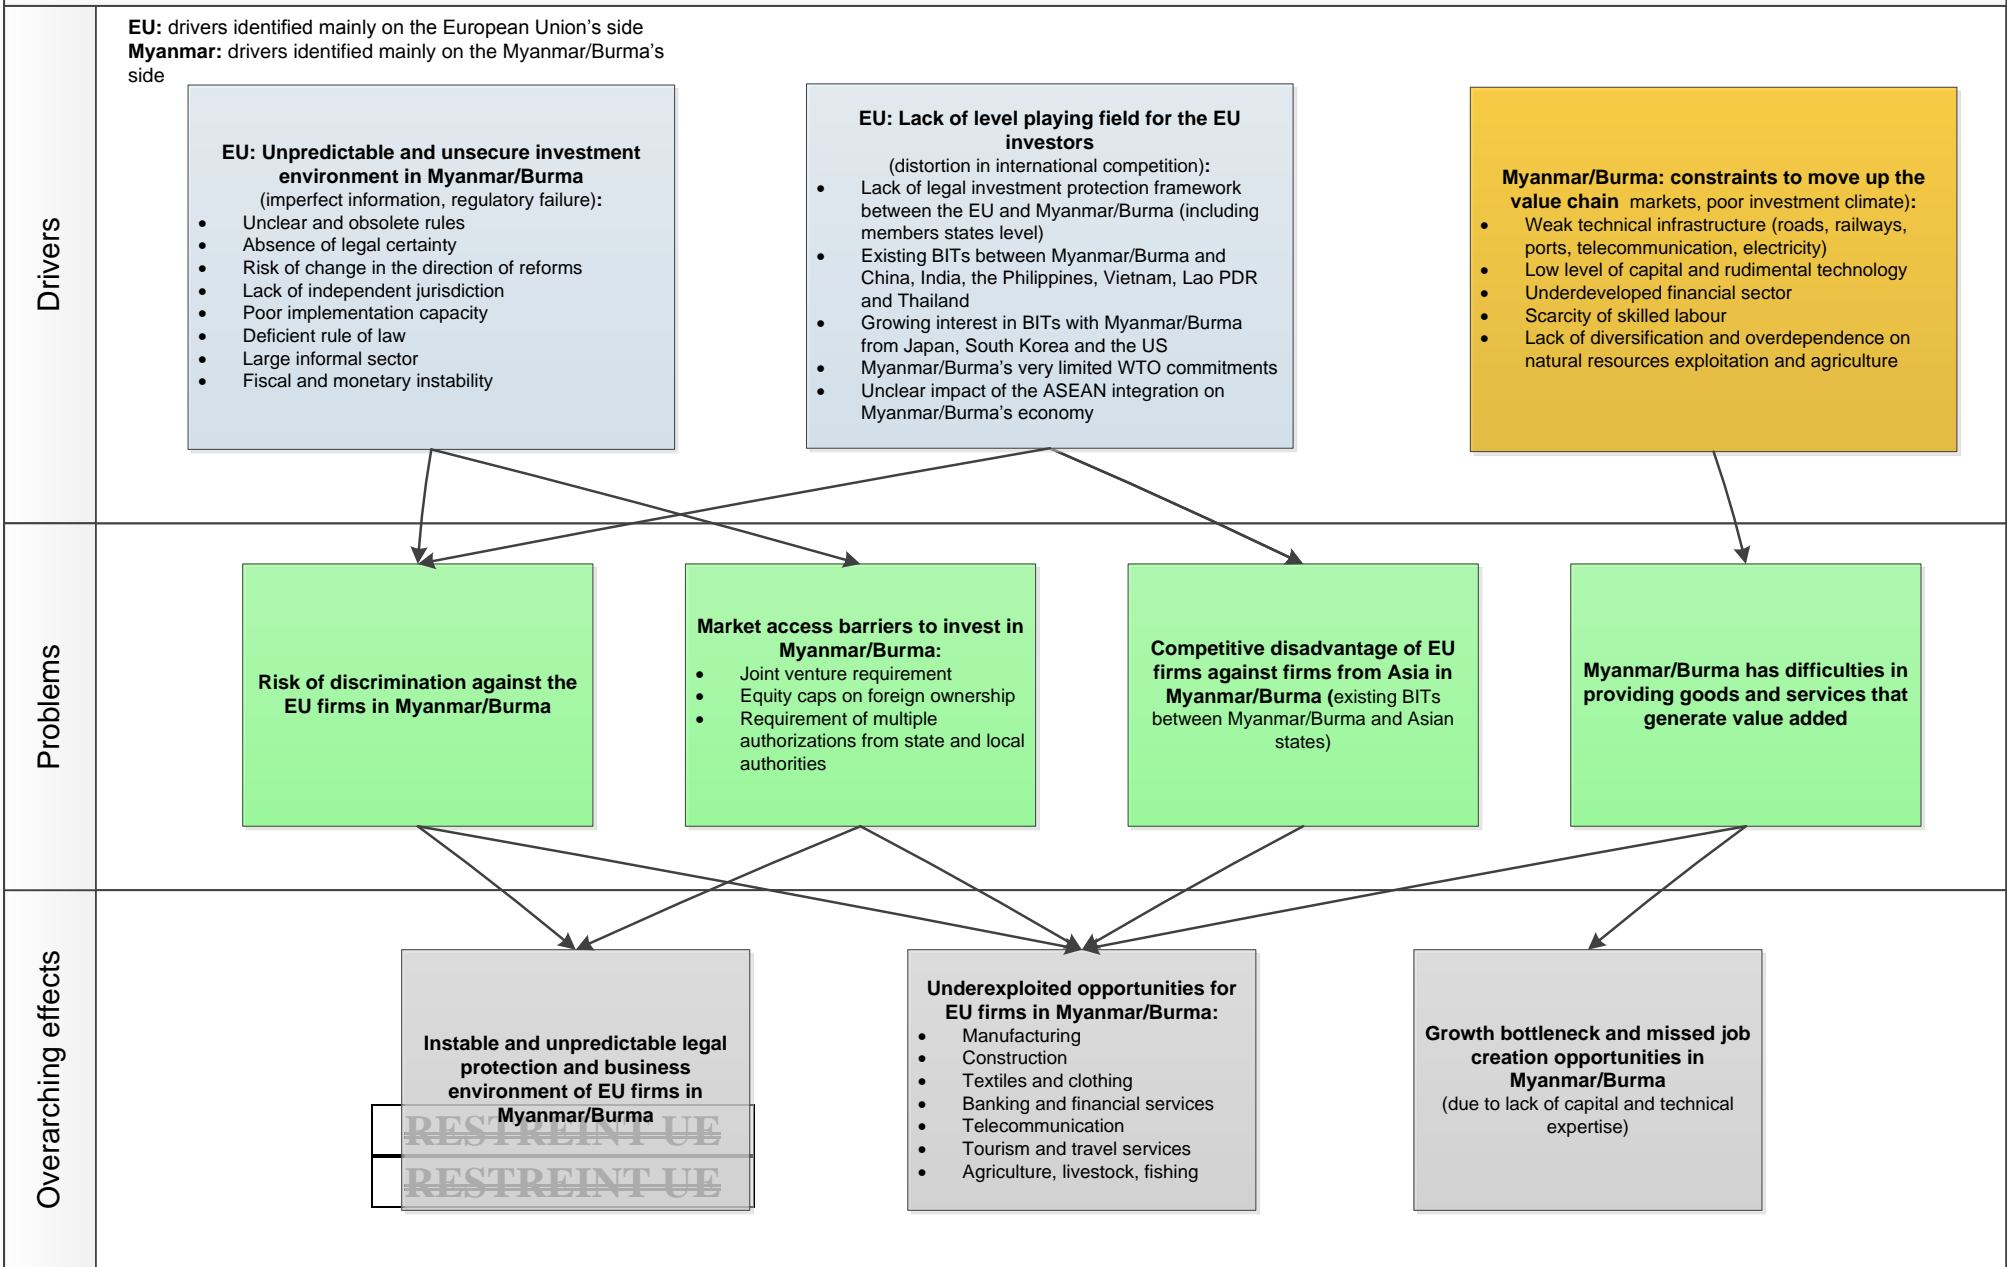 Drivers
EU: drivers identified mainly on the European Union's side
Myanmar: drivers identified mainly on the Myanmar/Burma's
side
EU: Unpredictable and unsecure investment
environment in Myanmar/Burma
(imperfect information, regulatory failure):
• Unclear and obsolete rules
• Absence of legal certainty
• Risk of change in the direction of reforms
• Lack of independent jurisdiction
• Poor implementation capacity
• Deficient rule of law
• Large informal sector
• Fiscal and monetary instability
EU: Lack of level playing field for the EU
investors
(distortion in international competition):
• Lack of legal investment protection framework
between the EU and Myanmar/Burma (including
members states level)
• Existing BITs between Myanmar/Burma and
China, India, the Philippines, Vietnam, Lao PDR
and Thailand
• Growing interest in BITs with Myanmar/Burma
from Japan, South Korea and the US
• Myanmar/Burma's very limited WTO commitments
• Unclear impact of the ASEAN integration on
Myanmar/Burma's economy
Myanmar/Burma: constraints to move up the
value chain markets, poor investment climate):
• Weak technical infrastructure (roads, railways,
ports, telecommunication, electricity)
• Low level of capital and rudimental technology
• Underdeveloped financial sector
• Scarcity of skilled labour
• Lack of diversification and overdependence on
natural resources exploitation and agriculture
Problems
Risk of discrimination against the
EU firms in Myanmar/Burma
Market access barriers to invest in
Myanmar/Burma:
• Joint venture requirement
• Equity caps on foreign ownership
• Requirement of multiple
authorizations from state and local
authorities
Competitive disadvantage of EU
firms against firms from Asia in
Myanmar/Burma (existing BITs
between Myanmar/Burma and Asian
states)
Myanmar/Burma has difficulties in
providing goods and services that
generate value added
Overarching effects
Instable and unpredictable legal
protection and business
environment of EU firms in
Myanmar/Burma
RESTREINT UE
RESTREINT UE
Underexploited opportunities for
EU firms in Myanmar/Burma:
• Manufacturing
• Construction
• Textiles and clothing
• Banking and financial services
• Telecommunication
• Tourism and travel services
• Agriculture, livestock, fishing
Growth bottleneck and missed job
creation opportunities in
Myanmar/Burma
(due to lack of capital and technical
expertise)